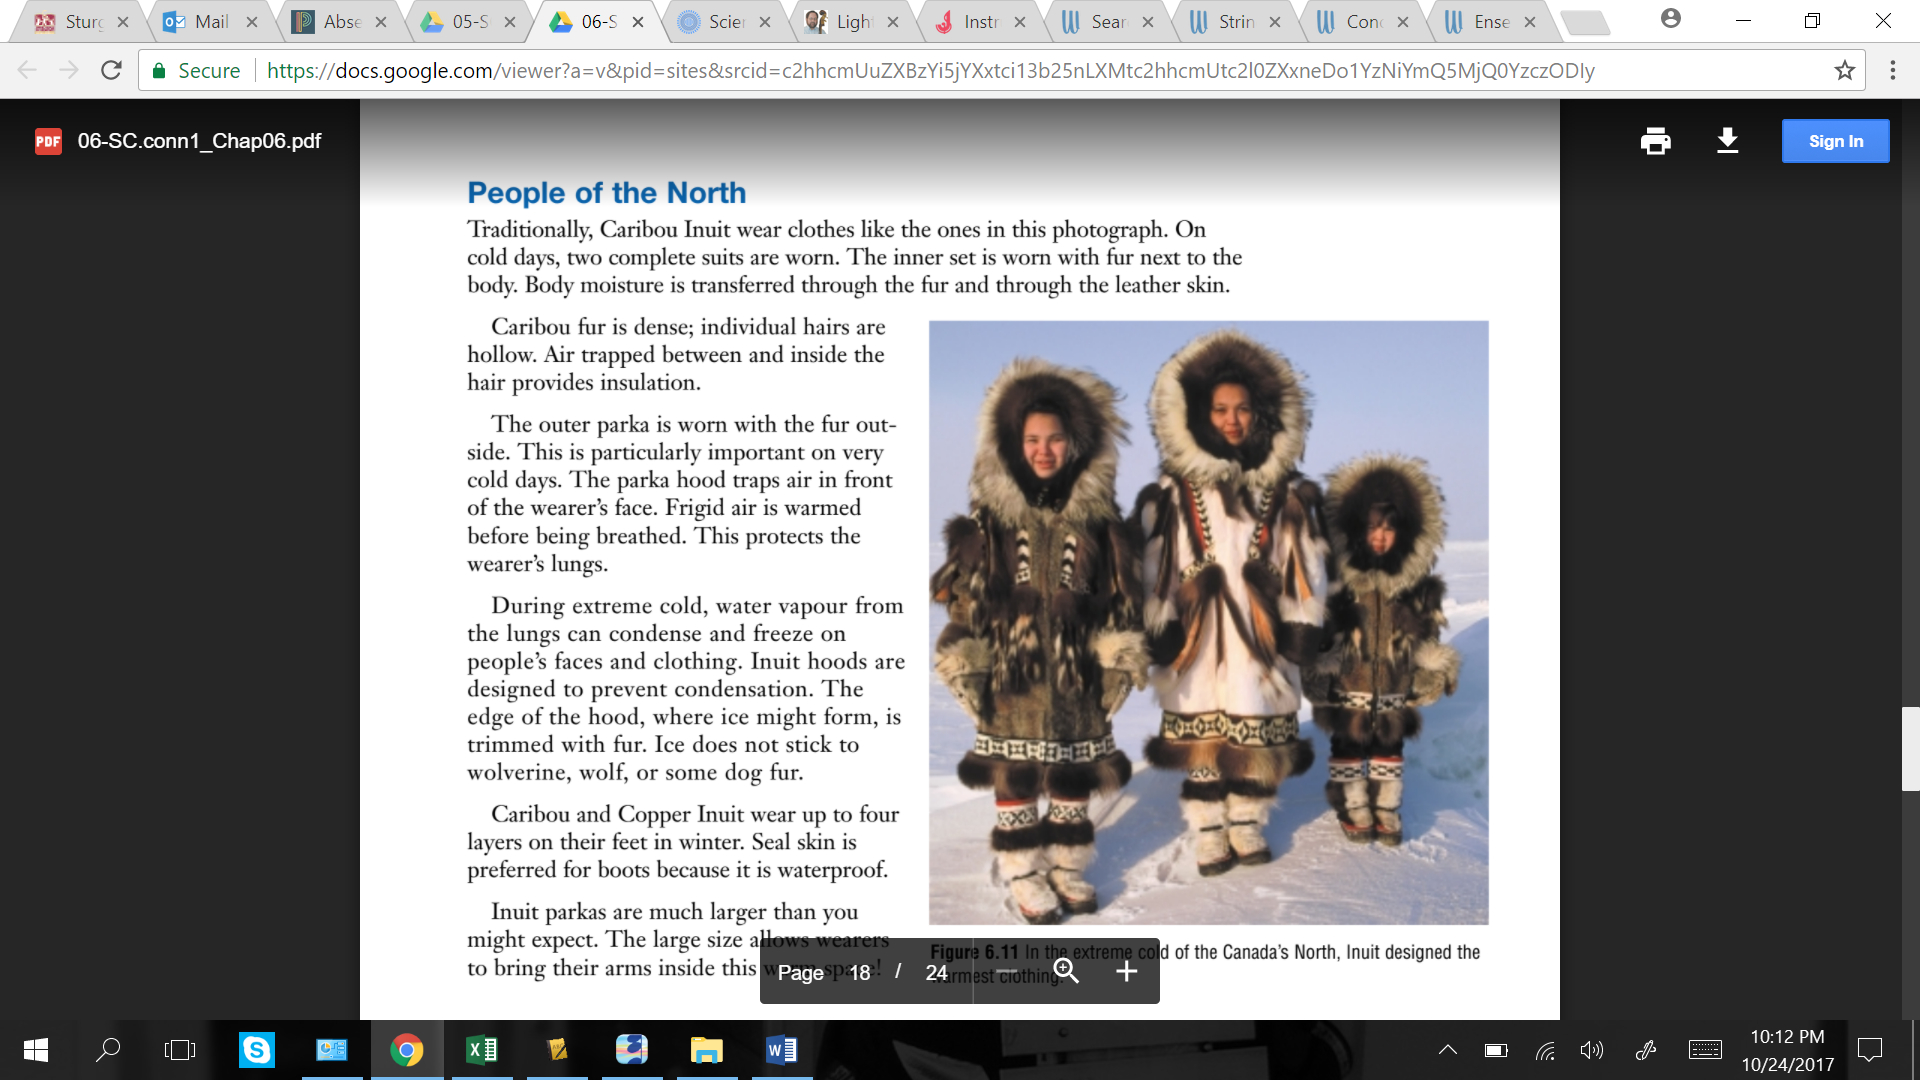 Sturg
Mail
Abse
05-S
06-S
Scier
Light
Instr
Sear
Strin
Conc
Ense
Secure
https://docs.google.com/viewer?a=v&pid=sites&srcid=c2hhcmUuZXBzYi5jYXxtci13b25nLXMtc2hhcmUtc2l0ZXxneDo1YzNiYmQ5MjQ0YzczODIy
PDF 06-SC.conn1_Chap06.pdf
Sign In
People of the North
Traditionally, Caribou Inuit wear clothes like the ones in this photograph. On
cold days, two complete suits are worn. The inner set is worn with fur next to the
body. Body moisture is transferred through the fur and through the leather skin.
Caribou fur is dense; individual hairs are
hollow. Air trapped between and inside the
hair provides insulation.
The outer parka is worn with the fur out-
side. This is particularly important on very
cold days. The parka hood traps air in front
of the wearer's face. Frigid air is warmed
before being breathed. This protects the
wearer's lungs.
During extreme cold, water vapour from
the lungs can condense and freeze on
people's faces and clothing. Inuit hoods are
designed to prevent condensation. The
edge of the hood, where ice might form, is
trimmed with fur. Ice does not stick to
wolverine, wolf, or some dog fur.
Caribou and Copper Inuit wear up to four
layers on their feet in winter. Seal skin is
preferred for boots because it is waterproof.
Inuit parkas are much larger than you
might expect. The large size allows wearers
to bring their arms inside this warm space!
Figure 6.11 In the extreme cold of the Canada's North, Inuit designed the
warmest clothing.
Page 18 / 24
10:12 PM
10/24/2017